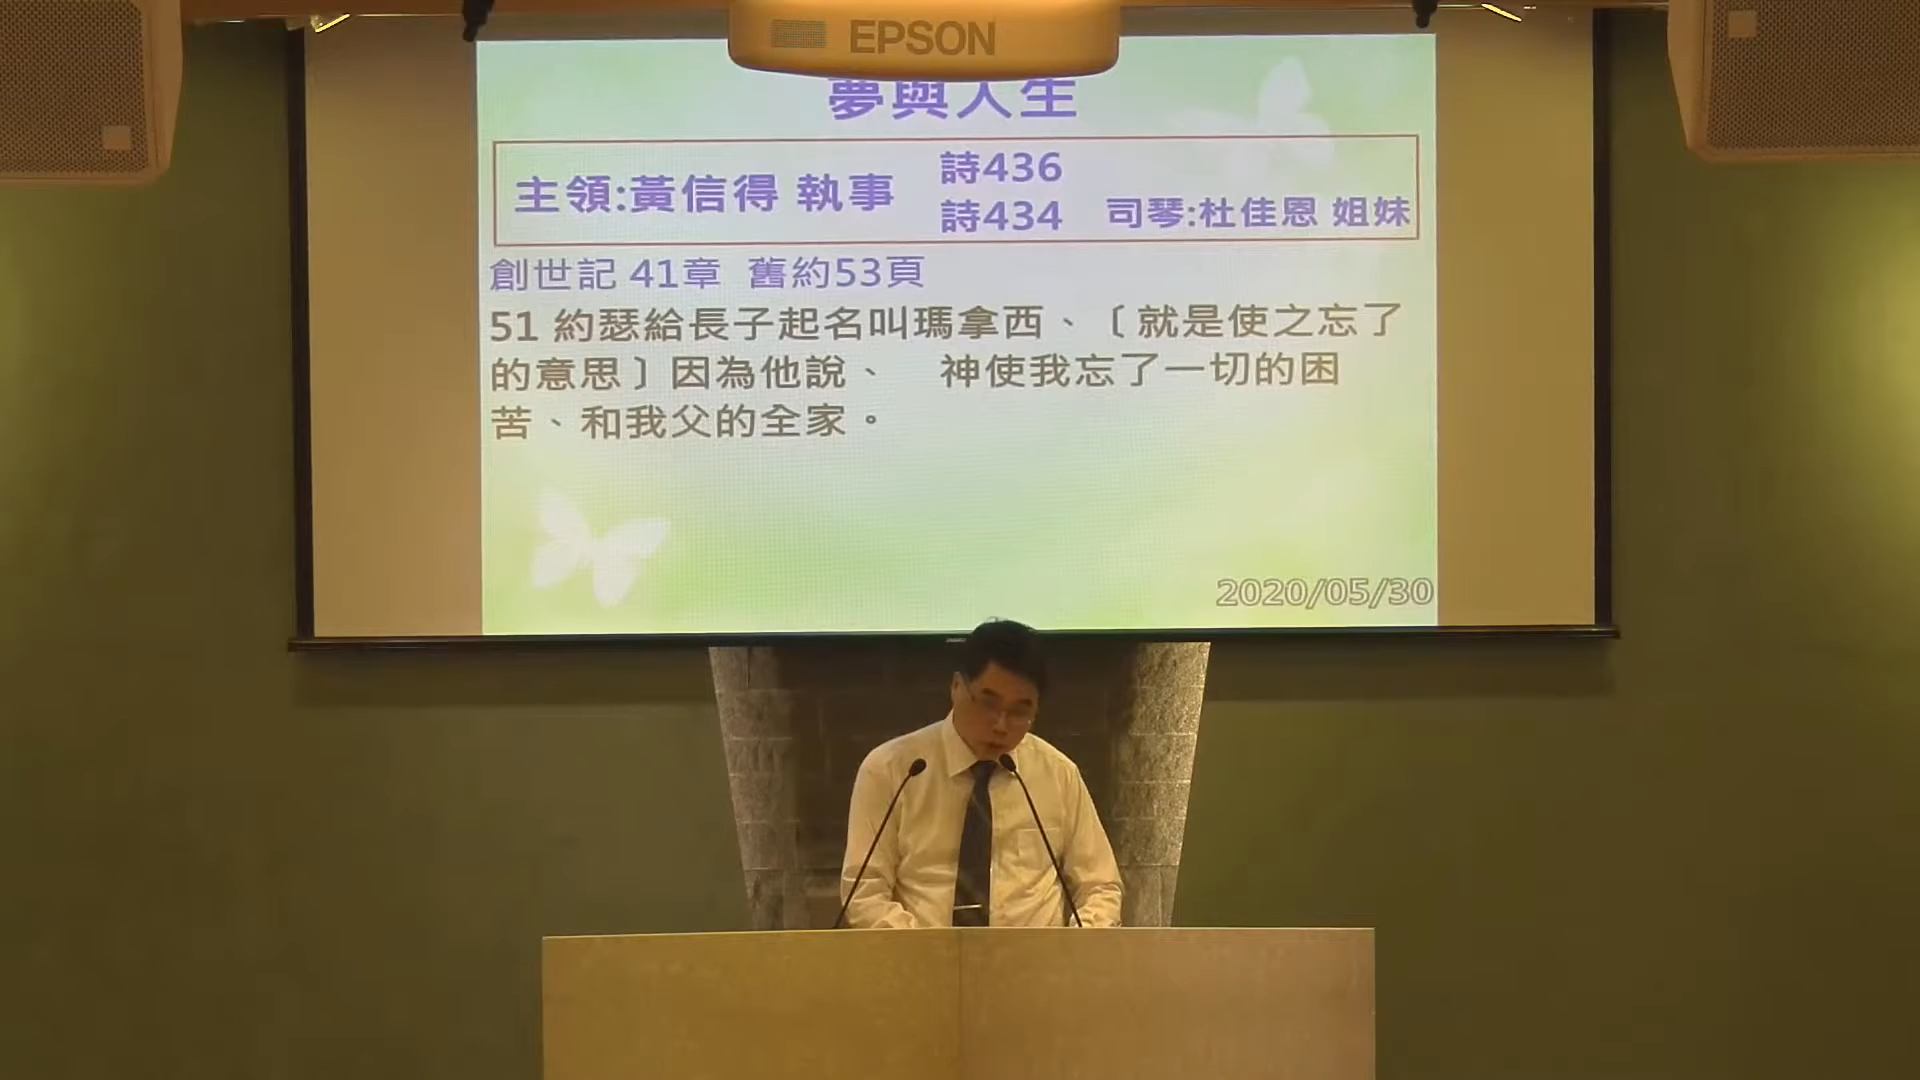 EPSON
夢與人生
主領:黃信得 執事
詩436
詩434
司琴:杜佳恩 姐妹
創世記 41章 舊約53頁
51 約瑟給長子起名叫瑪拿西、〔就是使之忘了
的意思〕因為他說、 神使我忘了一切的困
苦、和我父的全家。
2020/05/30